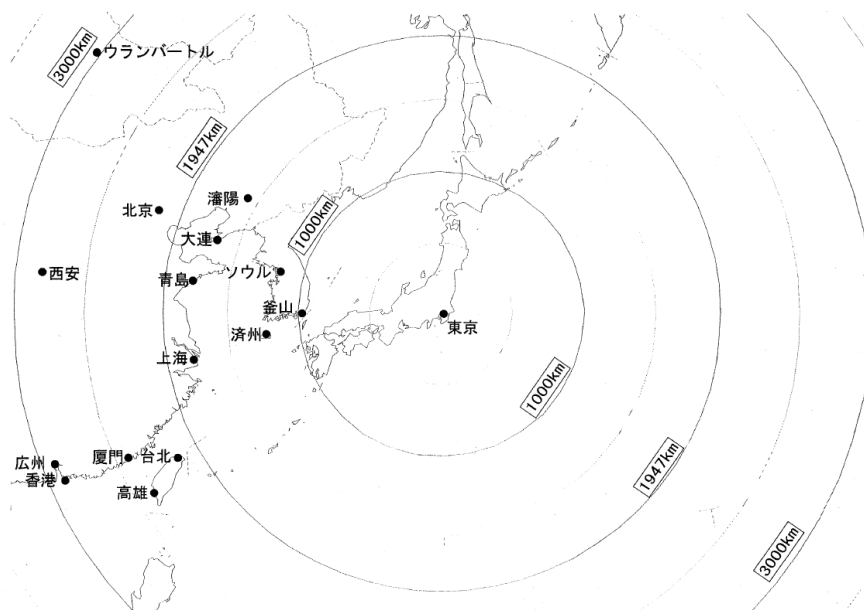 3000km
ウランバートル
1947km
瀋陽
北京
1000km
大連
西安
ソウル
青島
釜山
東京
済州
上海
1000km
厦門
台北
広州
1947km
香港
高雄
3000km